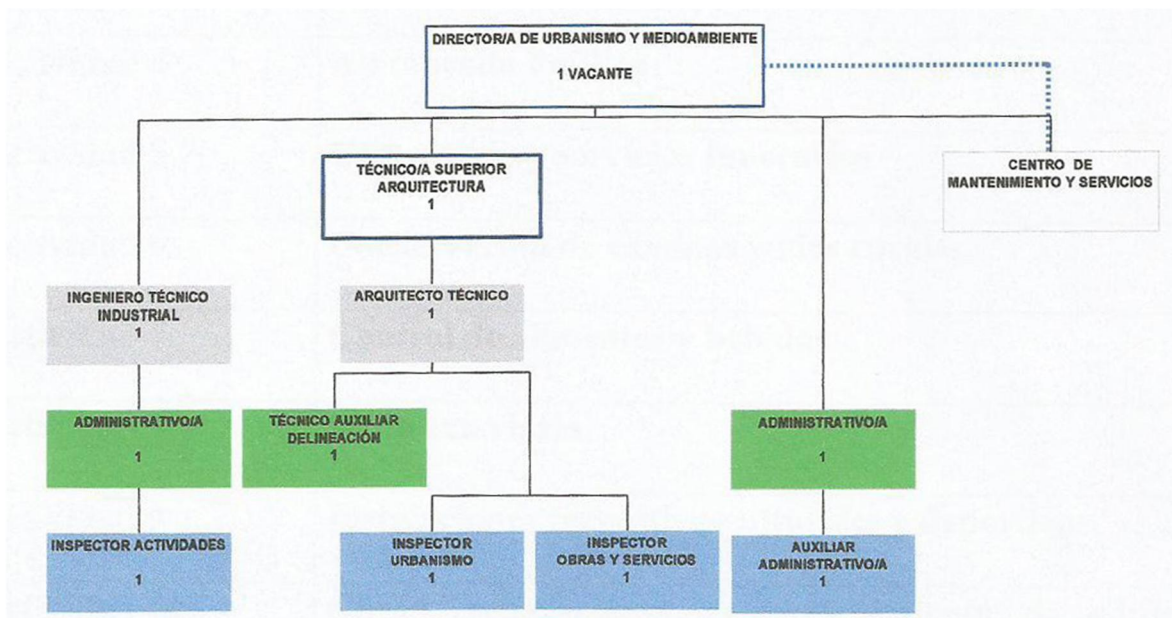 DIRECTOR/A DE URBANISMO Y MEDIOAMBIENTE
1 VACANTE
TÉCNICO/A SUPERIOR
ARQUITECTURA
1
CENTRO DE
MANTENIMIENTO Y SERVICIOS
INGENIERO TÉCNICO
INDUSTRIAL
1
ARQUITECTO TÉCNICO
1
ADMINISTRATIVO/A
1
TÉCNICO AUXILIAR
DELINEACIÓN
1
ADMINISTRATIVO/A
1
INSPECTOR ACTIVIDADES
1
INSPECTOR
URBANISMO
1
INSPECTOR
OBRAS Y SERVICIOS
1
AUXILIAR
ADMINISTRATIVO/A
1